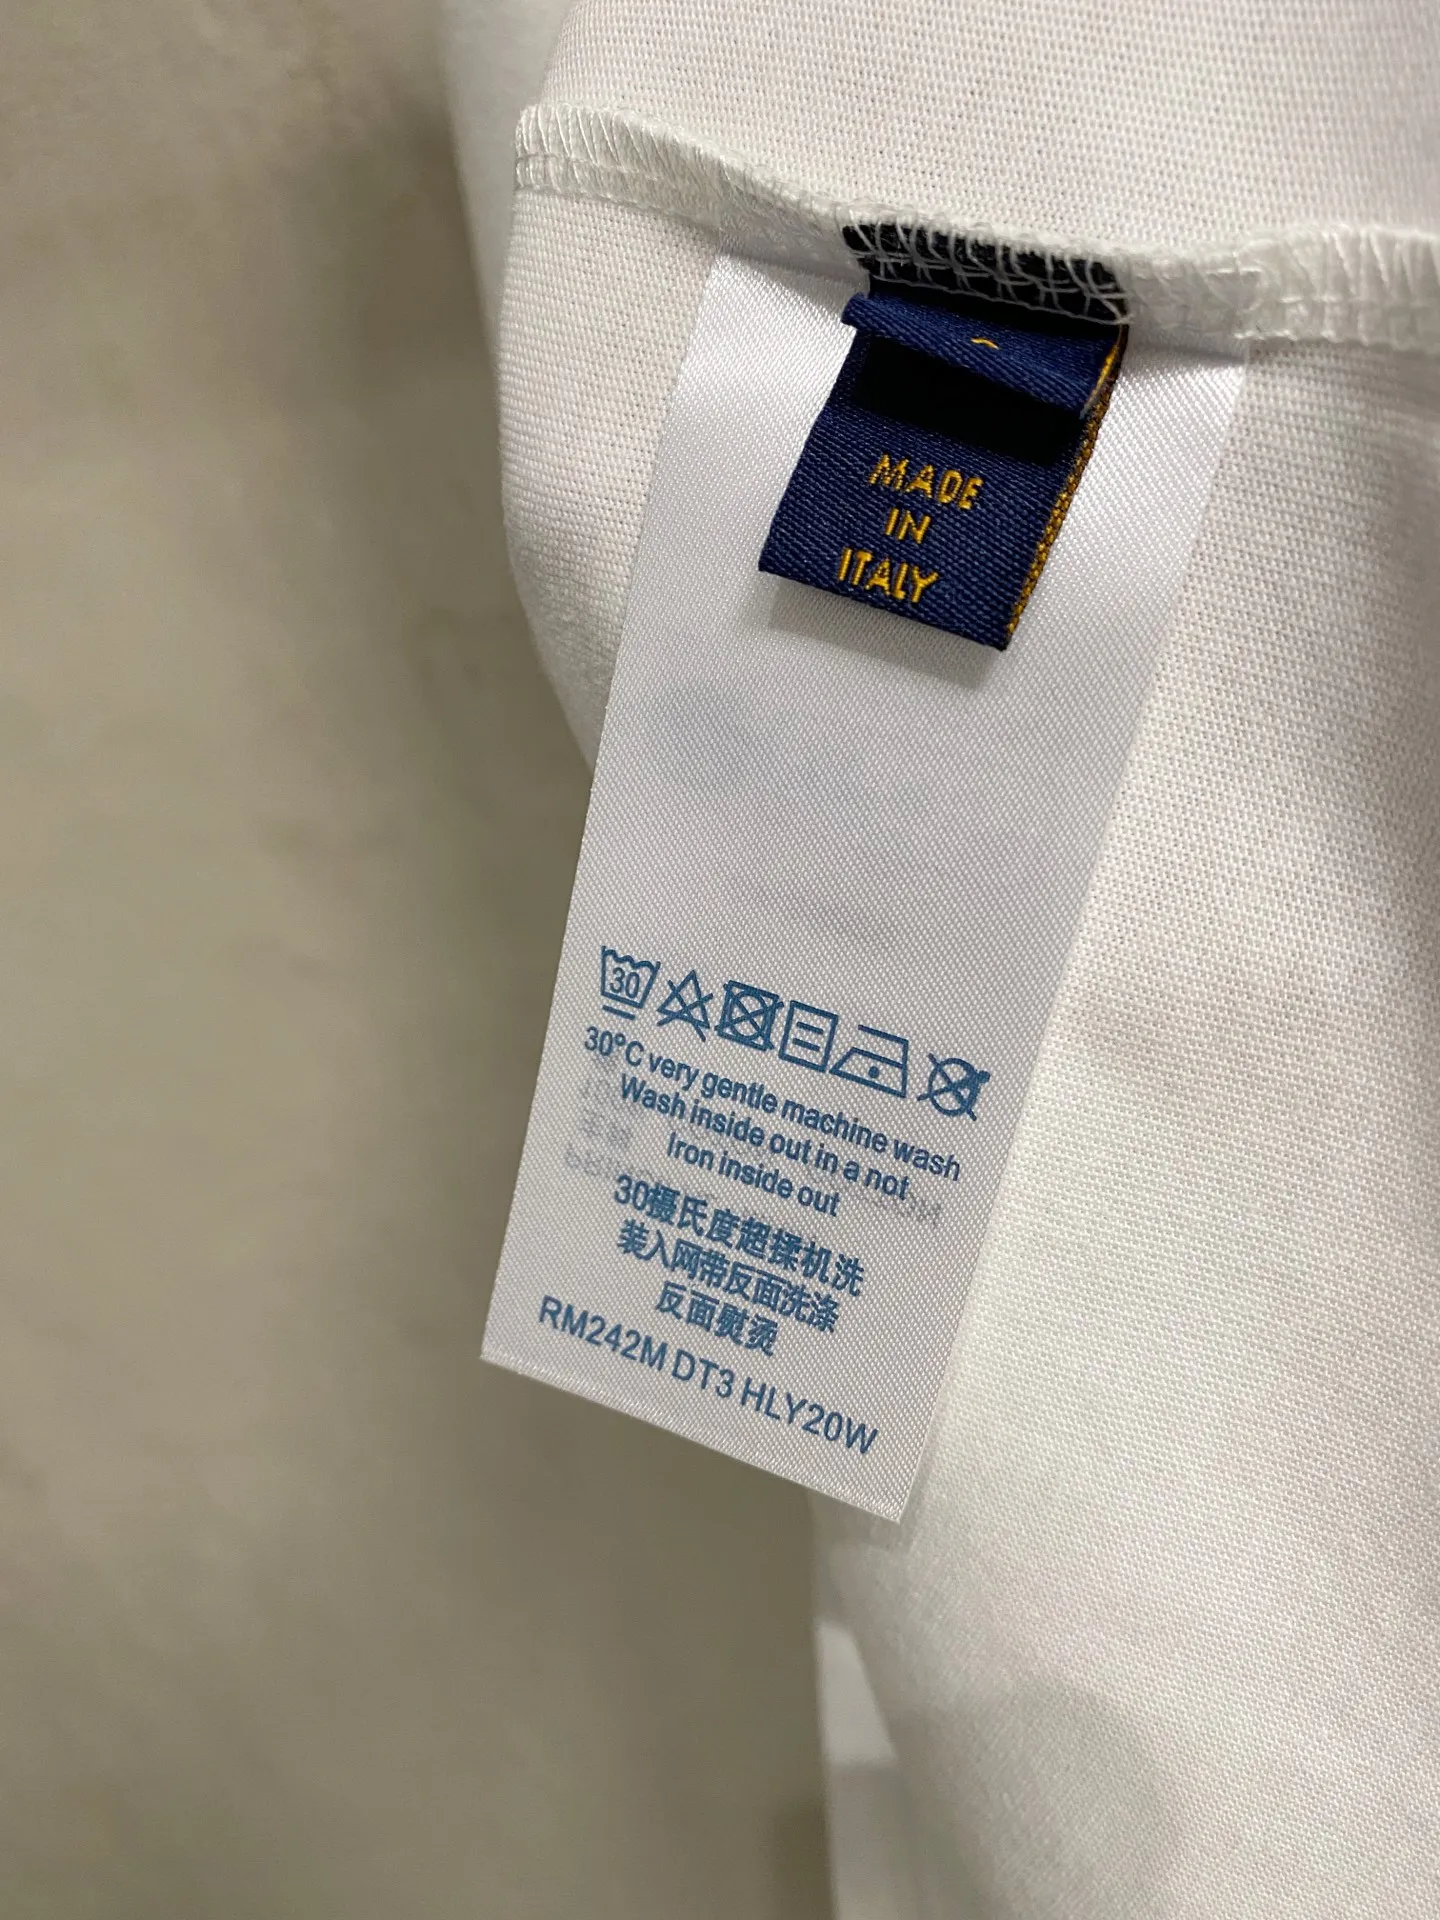 MADE
IN
ITALY
30
30°C very gentle machine wash
Wash inside out in a not
Iron inside out
30摄氏度超揉机洗
装入网带反面洗涤
反面熨烫
RM242M DT3 HLY20W